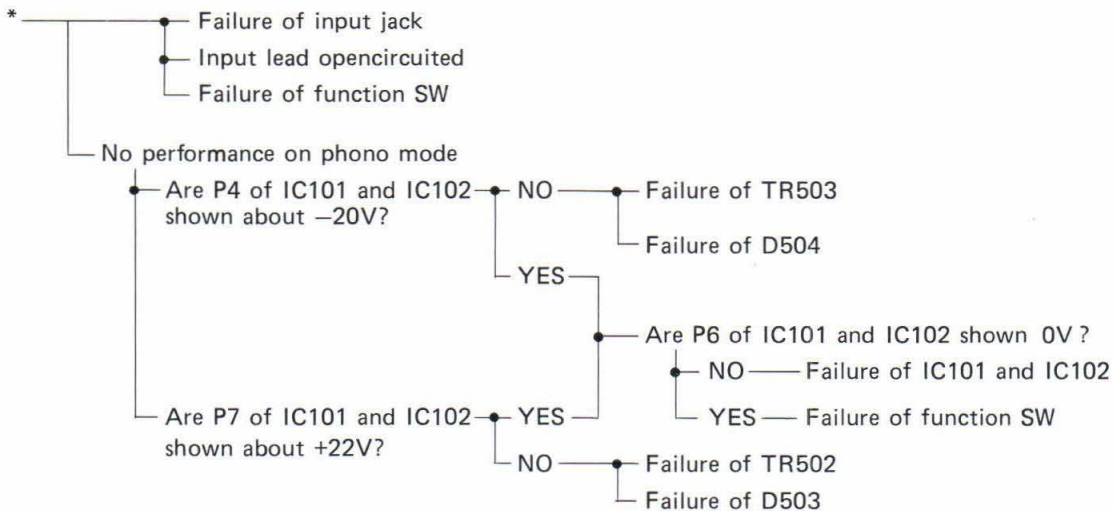 *
Failure of input jack
Input lead opencircuited
Failure of function SW
No performance on phono mode
Are P4 of IC101 and IC102
shown about −20V?
NO
Failure of TR503
Failure of D504
YES
Are P6 of IC101 and IC102 shown 0V?
NO
Failure of IC101 and IC102
YES
Failure of function SW
Are P7 of IC101 and IC102
shown about +22V?
YES
NO
Failure of TR502
Failure of D503